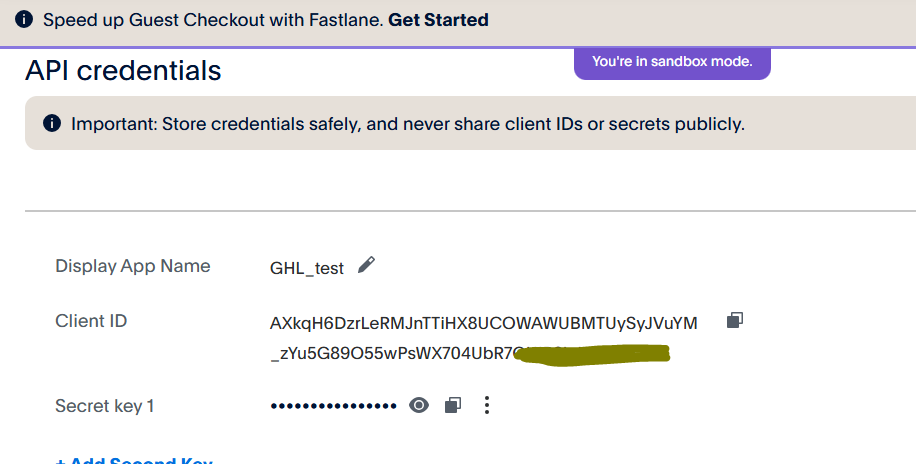 Speed up Guest Checkout with Fastlane. Get Started
You're in sandbox mode.
API credentials
Important: Store credentials safely, and never share client IDs or secrets publicly.
Display App Name GHL_test
Client ID AXkqH6DzrLeRMJnTTiHX8UCOWAWUBMTUySyJVuYM
_zYu5G89O55wPsWX704UbR7
Secret key 1 ••••••••••••••••
+ Add Second Key